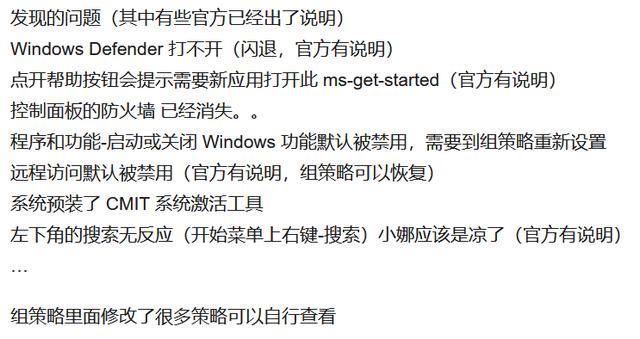 发现的问题（其中有些官方已经出了说明）
Windows Defender 打不开（闪退，官方有说明）
点开帮助按钮会提示需要新应用打开此 ms-get-started（官方有说明）
控制面板的防火墙 已经消失。。
程序和功能-启动或关闭 Windows 功能默认被禁用，需要到组策略重新设置
远程访问默认被禁用（官方有说明，组策略可以恢复）
系统预装了 CMIT 系统激活工具
左下角的搜索无反应（开始菜单上右键-搜索）小娜应该是凉了（官方有说明）
…
组策略里面修改了很多策略可以自行查看